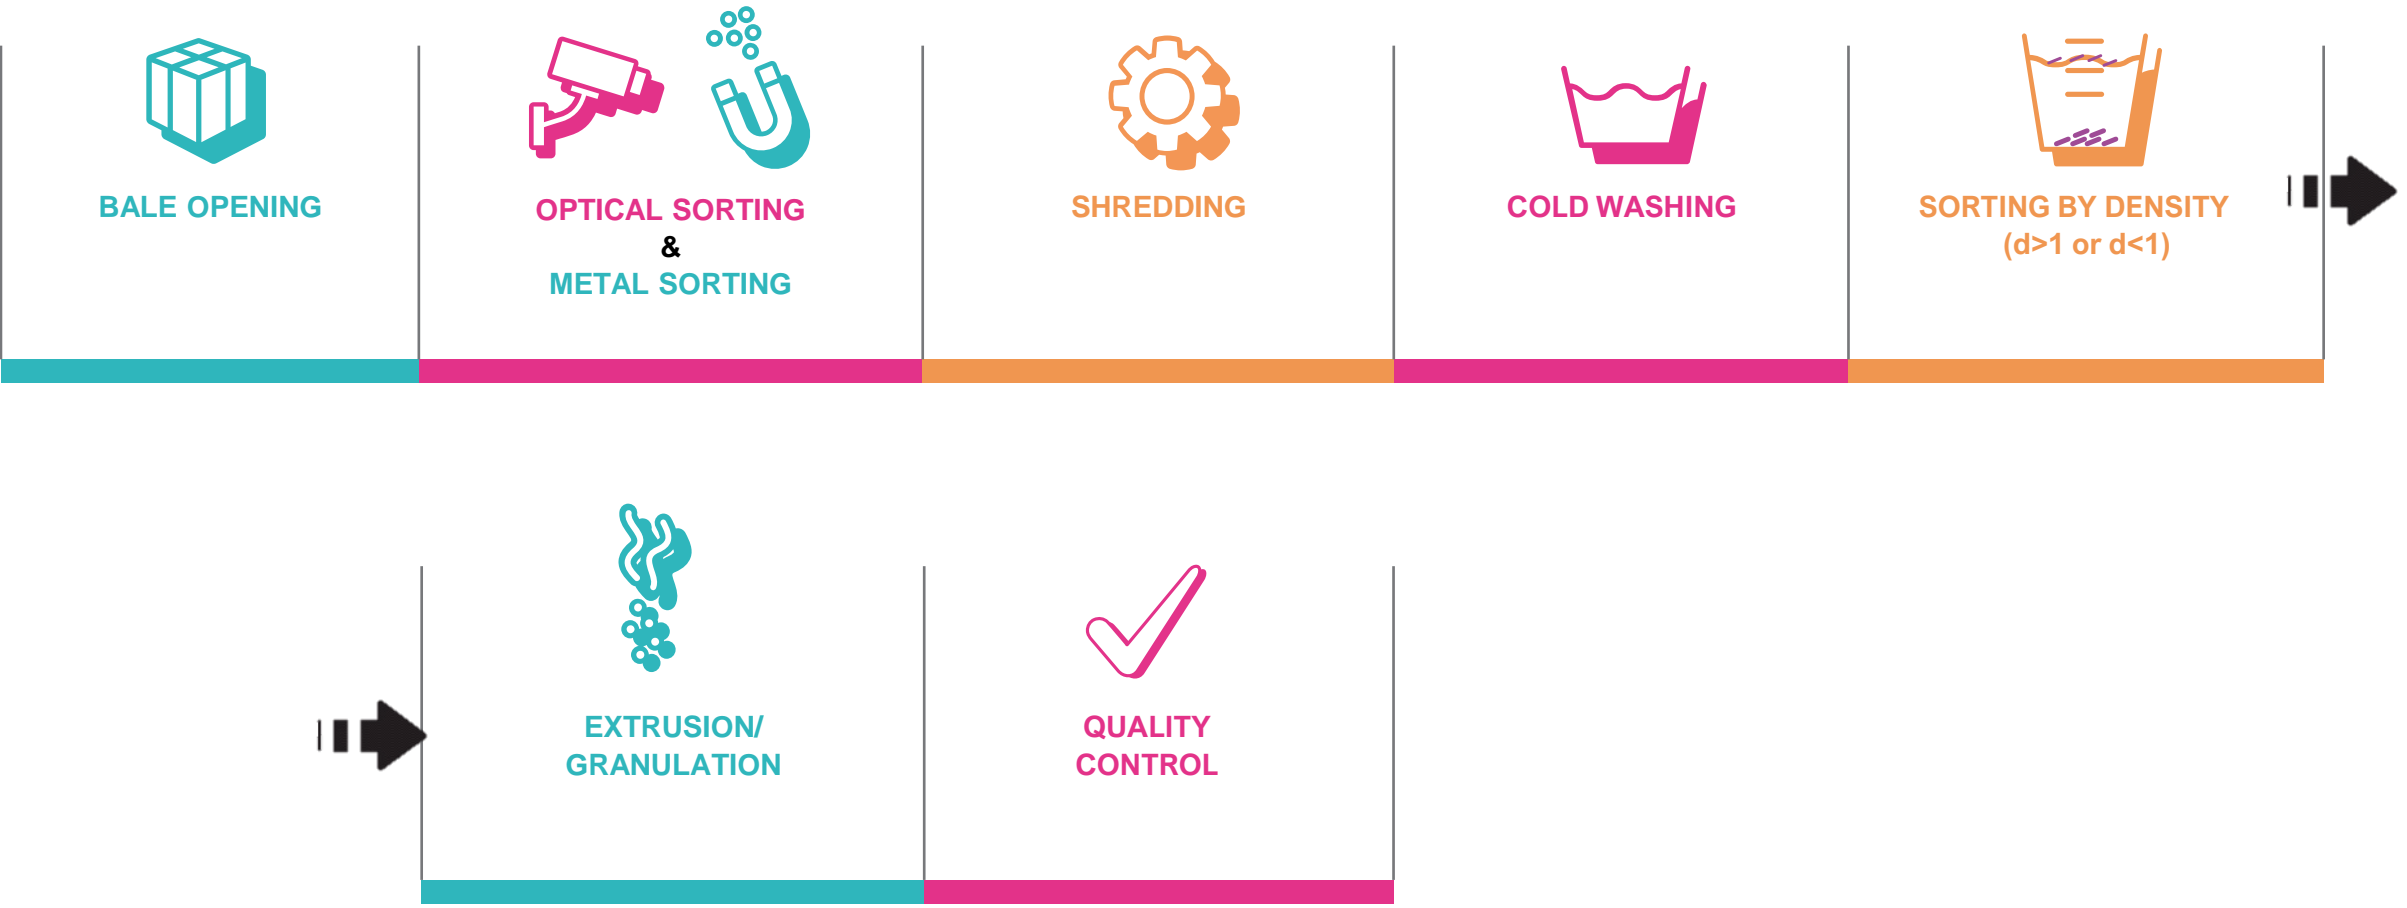 BALE OPENING
OPTICAL SORTING
&
METAL SORTING
SHREDDING
COLD WASHING
SORTING BY DENSITY
(d>1 or d<1)
EXTRUSION/
GRANULATION
QUALITY
CONTROL